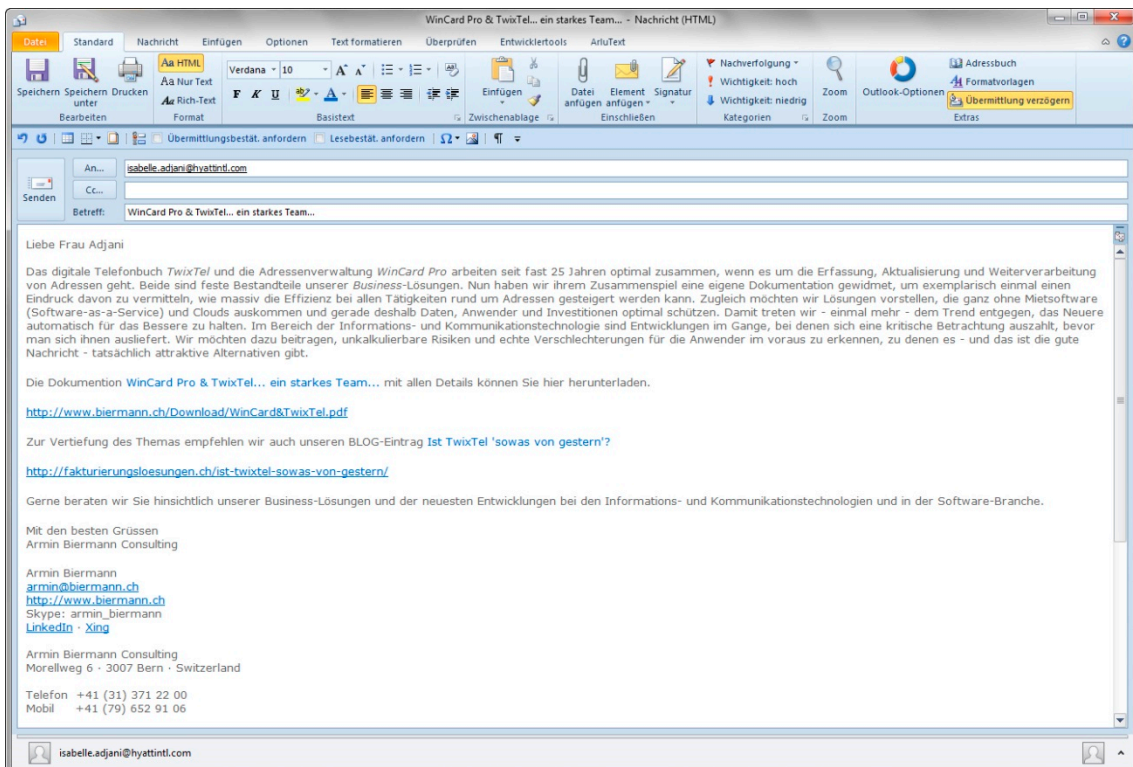 WinCard Pro & TwixTel... ein starkes Team... - Nachricht (HTML)
Datei Standard Nachricht Einfügen Optionen Text formatieren Überprüfen Entwicklertools ArluText
Speichern Speichern unter Drucken
Bearbeiten
Aa HTML
Aa Nur Text
Aa Rich-Text
Format
Verdana 10
F K U
Basistext
Einfügen
Zwischenablage
Datei anfügen Element anfügen Signatur
Einschließen
Nachverfolgung
Wichtigkeit: hoch
Wichtigkeit: niedrig
Kategorien
Zoom
Zoom
Outlook-Optionen
Adressbuch
Formatvorlagen
Übermittlung verzögern
Extras
Übermittlungsbestät. anfordern Lesebestät. anfordern Ω ¶
Senden
An... isabelle.adjani@hyattintl.com
Cc...
Betreff: WinCard Pro & TwixTel... ein starkes Team...
Liebe Frau Adjani
Das digitale Telefonbuch TwixTel und die Adressenverwaltung WinCard Pro arbeiten seit fast 25 Jahren optimal zusammen, wenn es um die Erfassung, Aktualisierung und Weiterverarbeitung
von Adressen geht. Beide sind feste Bestandteile unserer Business-Lösungen. Nun haben wir ihrem Zusammenspiel eine eigene Dokumentation gewidmet, um exemplarisch einmal einen
Eindruck davon zu vermitteln, wie massiv die Effizienz bei allen Tätigkeiten rund um Adressen gesteigert werden kann. Zugleich möchten wir Lösungen vorstellen, die ganz ohne Mietsoftware
(Software-as-a-Service) und Clouds auskommen und gerade deshalb Daten, Anwender und Investitionen optimal schützen. Damit treten wir - einmal mehr - dem Trend entgegen, das Neuere
automatisch für das Bessere zu halten. Im Bereich der Informations- und Kommunikationstechnologie sind Entwicklungen im Gange, bei denen sich eine kritische Betrachtung auszahlt, bevor
man sich ihnen ausliefert. Wir möchten dazu beitragen, unkalkulierbare Risiken und echte Verschlechterungen für die Anwender im voraus zu erkennen, zu denen es - und das ist die gute
Nachricht - tatsächlich attraktive Alternativen gibt.
Die Dokumention WinCard Pro & TwixTel... ein starkes Team... mit allen Details können Sie hier herunterladen.
http://www.biermann.ch/Download/WinCard&TwixTel.pdf
Zur Vertiefung des Themas empfehlen wir auch unseren BLOG-Eintrag Ist TwixTel 'sowas von gestern'?
http://fakturierungsloesungen.ch/ist-twixtel-sowas-von-gestern/
Gerne beraten wir Sie hinsichtlich unserer Business-Lösungen und der neuesten Entwicklungen bei den Informations- und Kommunikationstechnologien und in der Software-Branche.
Mit den besten Grüssen
Armin Biermann Consulting
Armin Biermann
armin@biermann.ch
http://www.biermann.ch
Skype: armin_biermann
LinkedIn · Xing
Armin Biermann Consulting
Morellweg 6 · 3007 Bern · Switzerland
Telefon +41 (31) 371 22 00
Mobil +41 (79) 652 91 06
isabelle.adjani@hyattintl.com